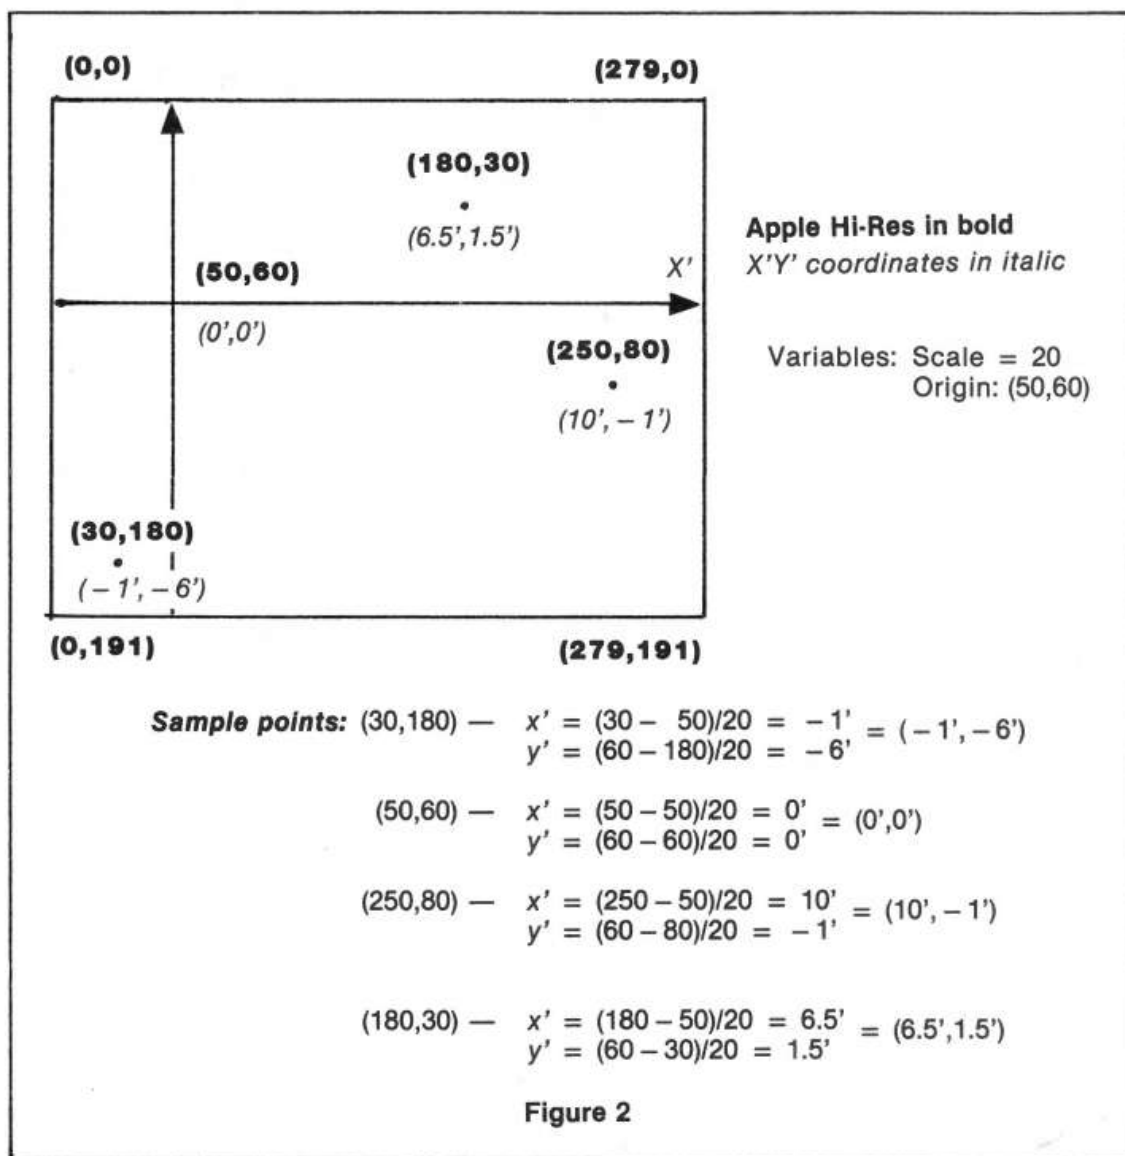 (0,0) (279,0)
(180,30)
(6.5',1.5')
Apple Hi-Res in bold
X'Y' coordinates in italic
(50,60) X'
(0',0')
(250,80)
(10', – 1')
Variables: Scale = 20
Origin: (50,60)
(30,180)
(– 1', – 6')
(0,191) (279,191)
Sample points: (30,180) — x' = (30 – 50)/20 = – 1' = (– 1', – 6')
y' = (60 – 180)/20 = – 6'
(50,60) — x' = (50 – 50)/20 = 0' = (0',0')
y' = (60 – 60)/20 = 0'
(250,80) — x' = (250 – 50)/20 = 10' = (10', – 1')
y' = (60 – 80)/20 = – 1'
(180,30) — x' = (180 – 50)/20 = 6.5' = (6.5',1.5')
y' = (60 – 30)/20 = 1.5'
Figure 2